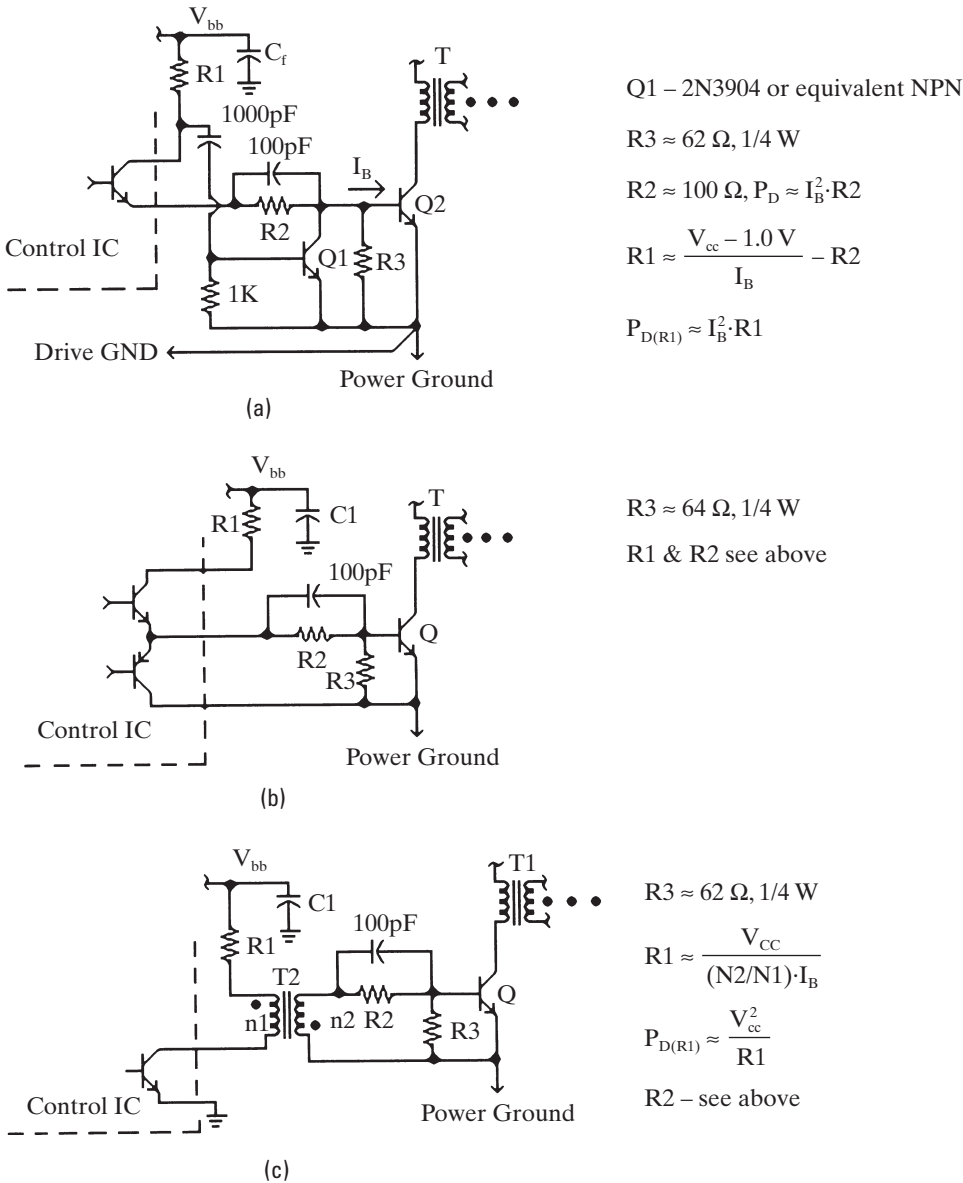 V_bb
C_f
R1
T
1000pF
100pF
I_B
Q2
R2
Control IC
Q1
R3
1K
Drive GND
Power Ground
(a)
Q1 – 2N3904 or equivalent NPN
R3 ≈ 62 Ω, 1/4 W
R2 ≈ 100 Ω, P_D ≈ I_B^2·R2
R1 ≈ (V_cc – 1.0 V) / I_B – R2
P_D(R1) ≈ I_B^2·R1
V_bb
T
R1
C1
100pF
Q
R2
R3
Control IC
Power Ground
(b)
R3 ≈ 64 Ω, 1/4 W
R1 & R2 see above
V_bb
T1
C1
100pF
R1
T2
Q
n1
n2
R2
R3
Control IC
Power Ground
(c)
R3 ≈ 62 Ω, 1/4 W
R1 ≈ V_CC / (N2/N1)·I_B
P_D(R1) ≈ V_cc^2 / R1
R2 – see above